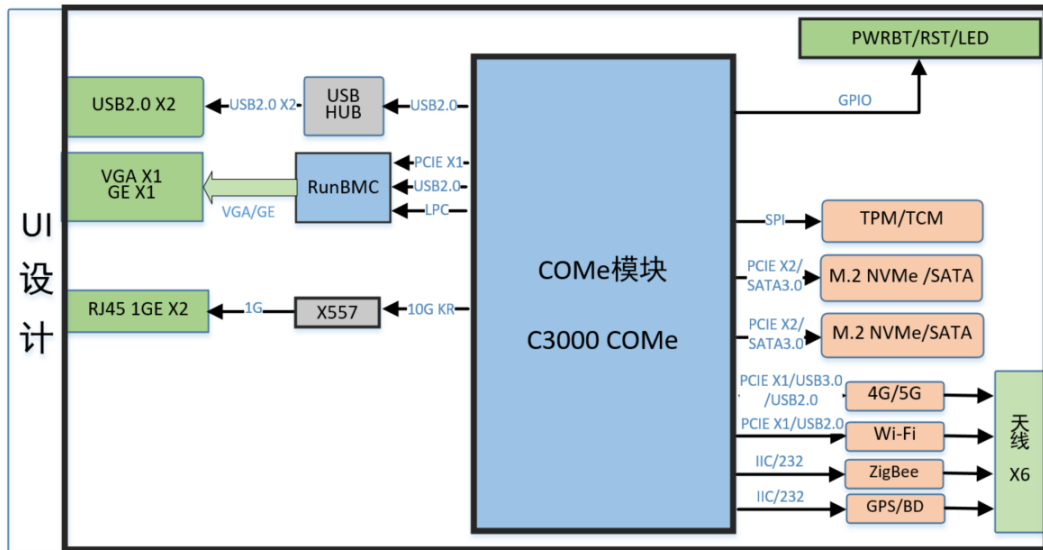 UI
设
计
PWRBT/RST/LED
GPIO
USB2.0 X2
USB2.0 X2
USB
HUB
USB2.0
VGA X1
GE X1
VGA/GE
RunBMC
PCIE X1
USB2.0
LPC
RJ45 1GE X2
1G
X557
10G KR
COMe模块
C3000 COMe
SPI
TPM/TCM
PCIE X2/
SATA3.0
M.2 NVMe /SATA
PCIE X2/
SATA3.0
M.2 NVMe/SATA
PCIE X1/USB3.0
/USB2.0
4G/5G
PCIE X1/USB2.0
Wi-Fi
IIC/232
ZigBee
IIC/232
GPS/BD
天
线
X6